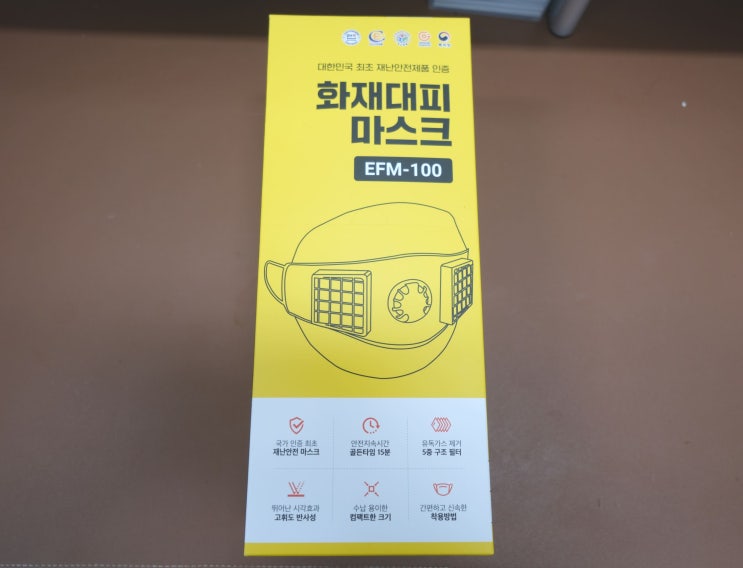 대한민국 최초 재난안전제품 인증
화재대피
마스크
EFM-100
국가 인증 최초
재난안전 마스크
안전지속시간
골든타임 15분
유독가스 제거
5중 구조 필터
뛰어난 시각효과
고휘도 반사성
수납 용이한
컴팩트한 크기
간편하고 신속한
착용방법